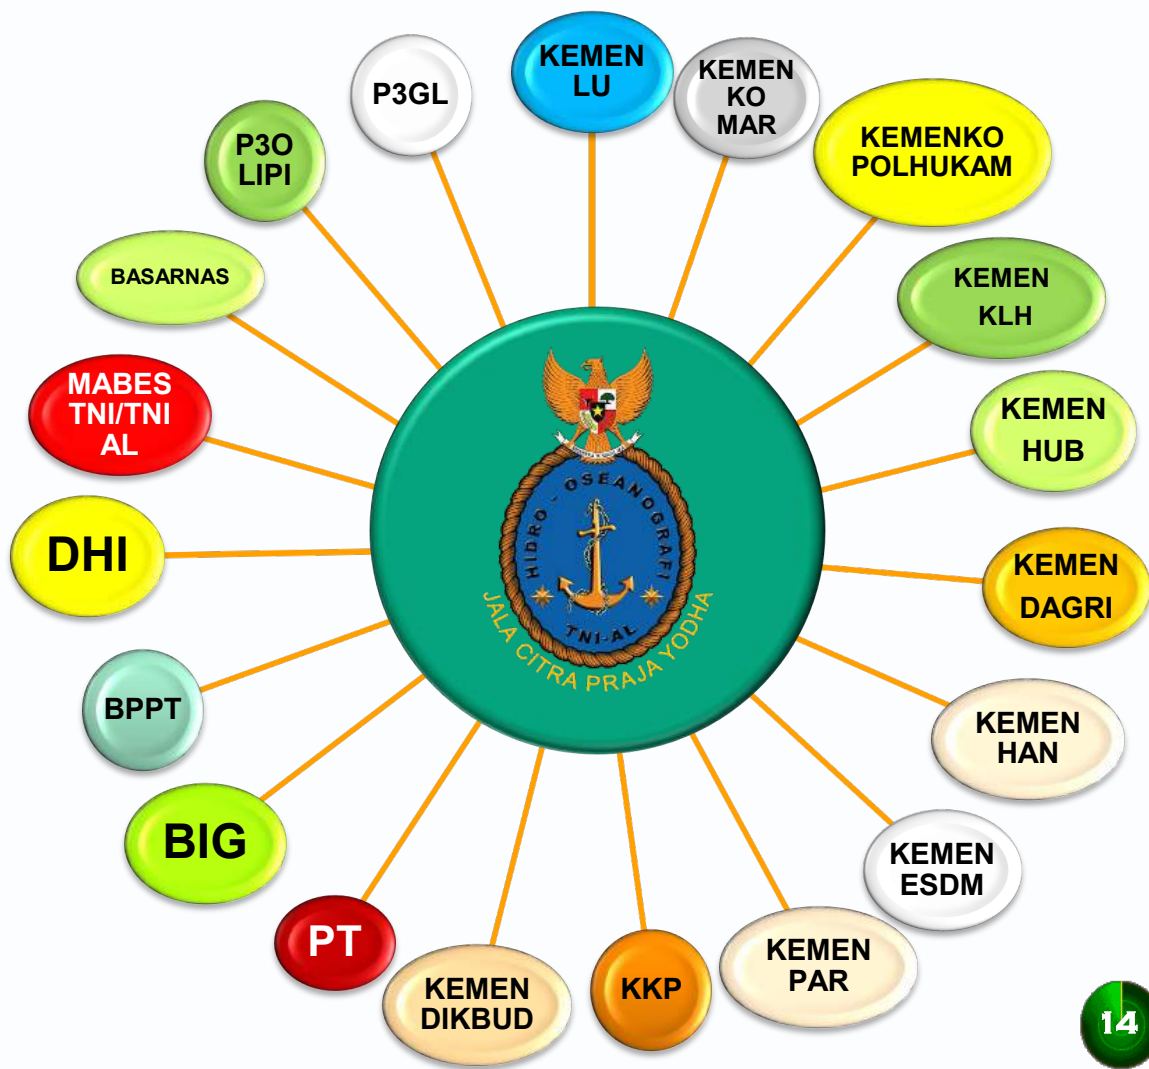 KEMEN
LU
KEMEN
KO
MAR
KEMENKO
POLHUKAM
KEMEN
KLH
KEMEN
HUB
KEMEN
DAGRI
KEMEN
HAN
KEMEN
ESDM
KEMEN
PAR
KKP
KEMEN
DIKBUD
PT
BIG
BPPT
DHI
MABES
TNI/TNI
AL
BASARNAS
P3O
LIPI
P3GL
HIDRO - OSEANOGRAFI
TNI-AL
JALA CITRA PRAJA YODHA
14